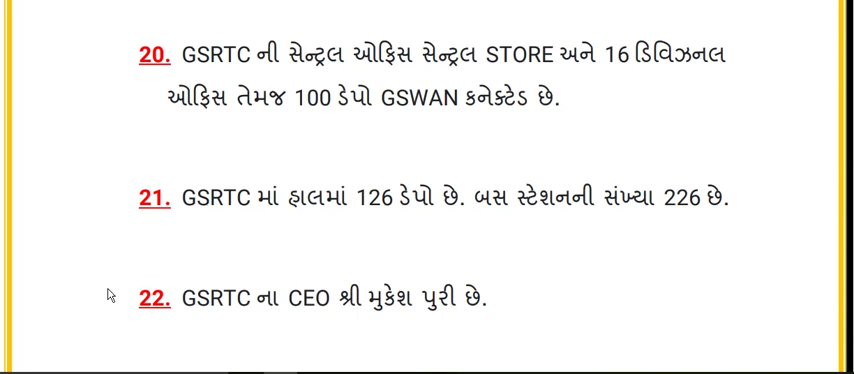 20. GSRTC ની સેન્ટ્રલ ઓફિસ સેન્ટ્રલ STORE અને 16 ડિવિઝનલ
ઓફિસ તેમજ 100 ડેપો GSWAN કનેક્ટેડ છે.
21. GSRTC માં હાલમાં 126 ડેપો છે. બસ સ્ટેશનની સંખ્યા 226 છે.
22. GSRTC ના CEO શ્રી મુકેશ પુરી છે.